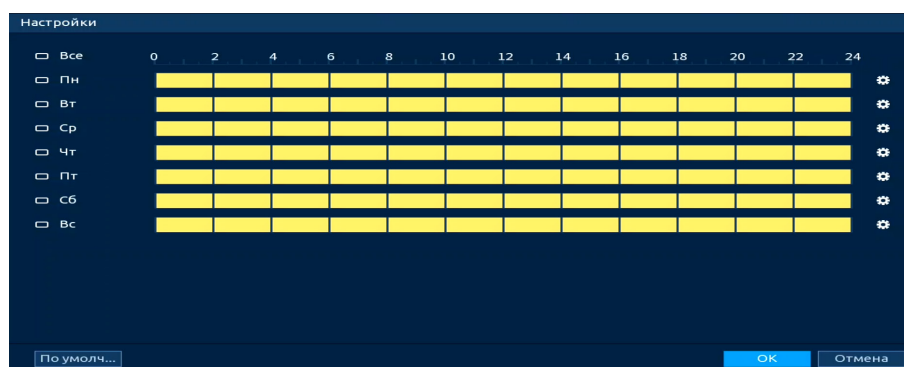 Настройки
Все 0 2 4 6 8 10 12 14 16 18 20 22 24
Пн
Вт
Ср
Чт
Пт
Сб
Вс
По умолч... OK Отмена